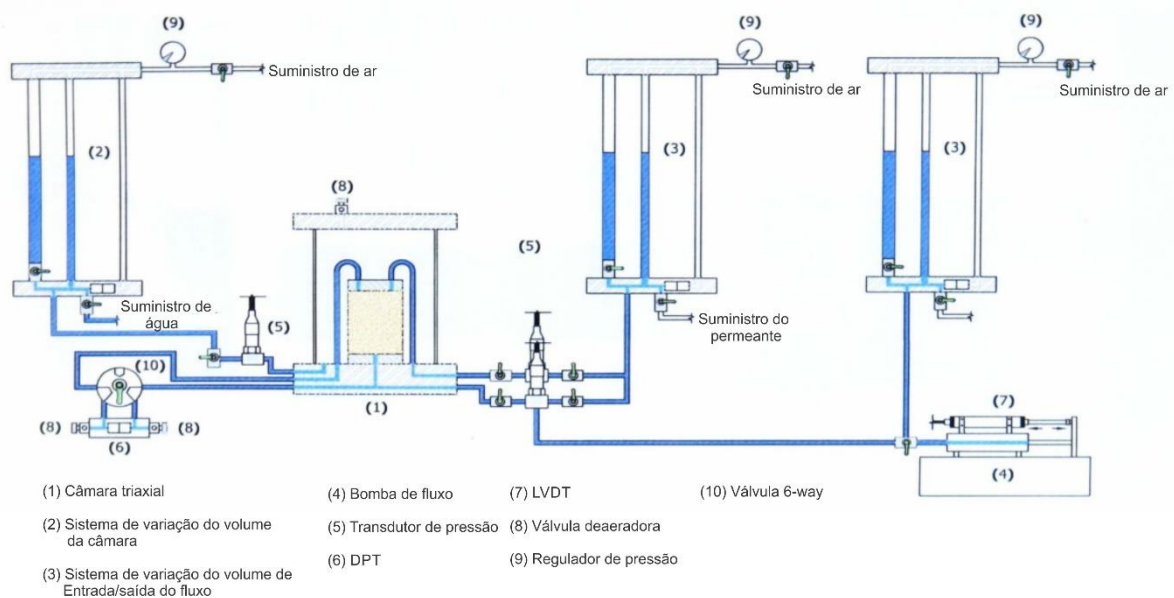 (9)
(9)
(9)
Suministro de ar
Suministro de ar
Suministro de ar
(2)
(3)
(3)
(8)
(5)
Suministro de
água
(5)
Suministro do
permeante
(10)
(8)
(8)
(6)
(1)
(7)
(4)
(1) Câmara triaxial
(2) Sistema de variação do volume
da câmara
(3) Sistema de variação do volume de
Entrada/saída do fluxo
(4) Bomba de fluxo
(5) Transdutor de pressão
(6) DPT
(7) LVDT
(8) Válvula deaeradora
(9) Regulador de pressão
(10) Válvula 6-way